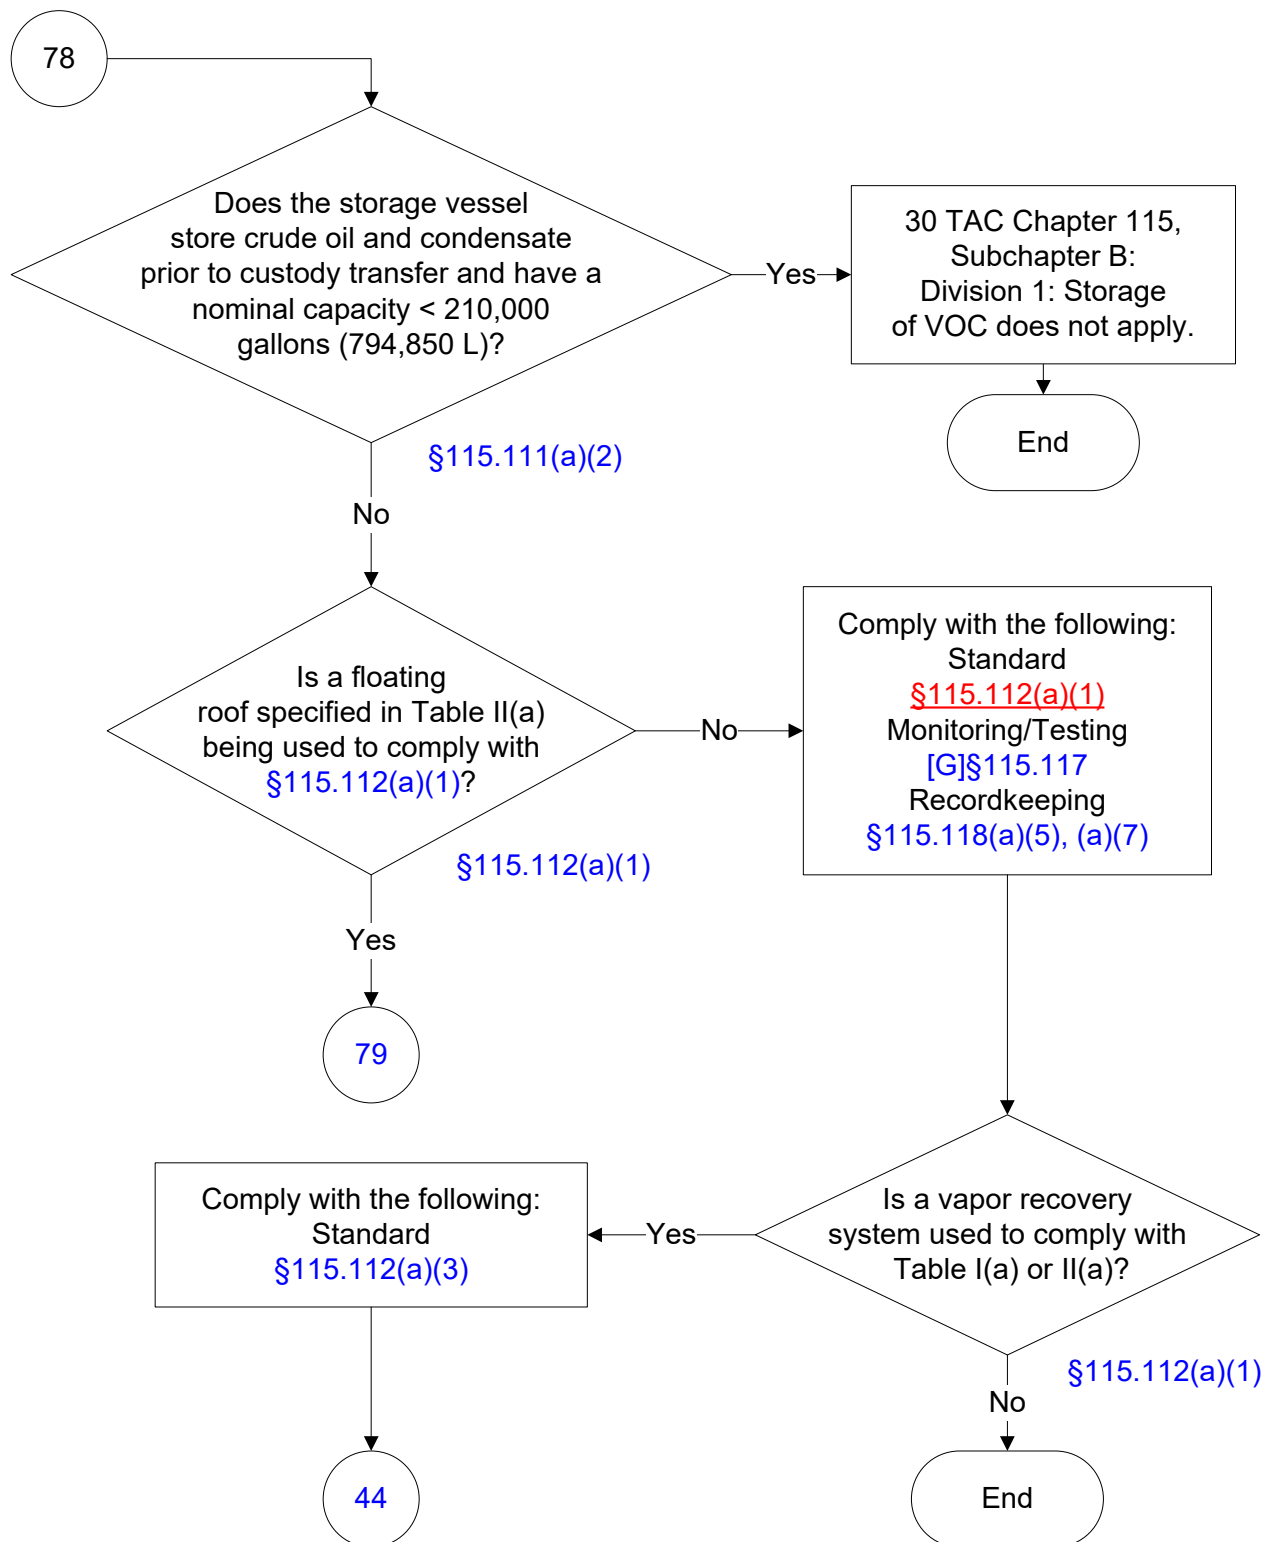 78
Does the storage vessel
store crude oil and condensate
prior to custody transfer and have a
nominal capacity < 210,000
gallons (794,850 L)?
Yes
30 TAC Chapter 115,
Subchapter B:
Division 1: Storage
of VOC does not apply.
End
§115.111(a)(2)
No
Is a floating
roof specified in Table II(a)
being used to comply with
§115.112(a)(1)?
No
Comply with the following:
Standard
§115.112(a)(1)
Monitoring/Testing
[G]§115.117
Recordkeeping
§115.118(a)(5), (a)(7)
§115.112(a)(1)
Yes
79
Is a vapor recovery
system used to comply with
Table I(a) or II(a)?
Yes
Comply with the following:
Standard
§115.112(a)(3)
§115.112(a)(1)
No
44
End